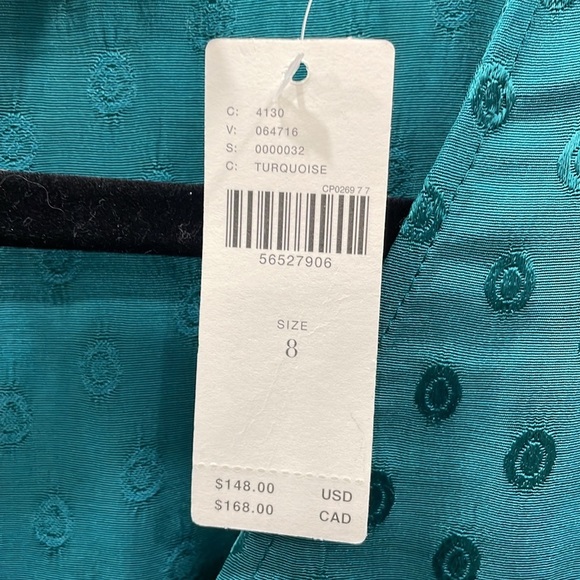 C: 4130
V: 064716
S: 0000032
C: TURQUOISE
CP0269 7 7
56527906
SIZE
8
$148.00 USD
$168.00 CAD